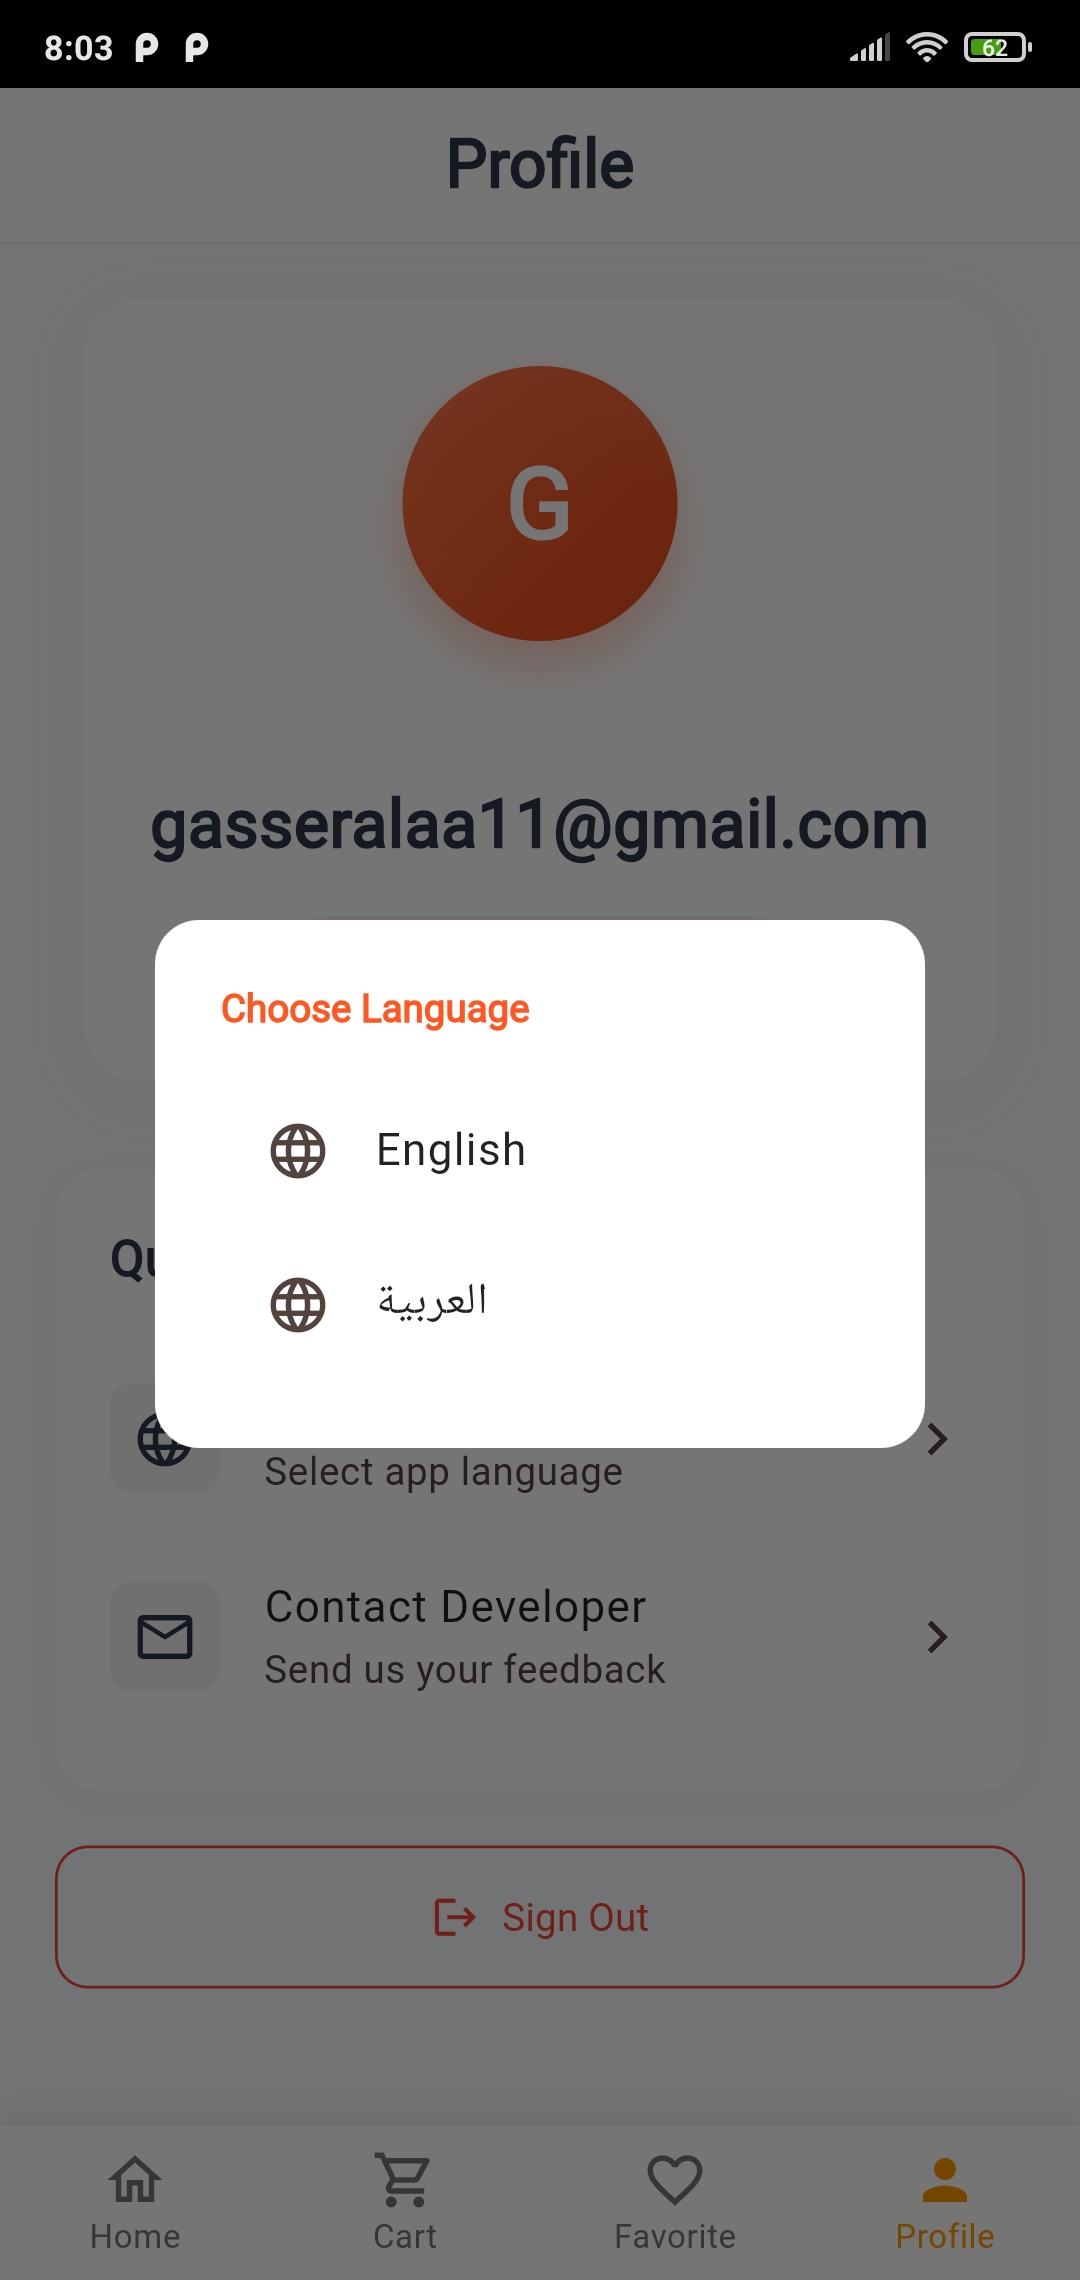 8:03
62
Profile
G
gasseralaa11@gmail.com
Choose Language
English
العربية
Select app language
Contact Developer
Send us your feedback
Sign Out
Home
Cart
Favorite
Profile